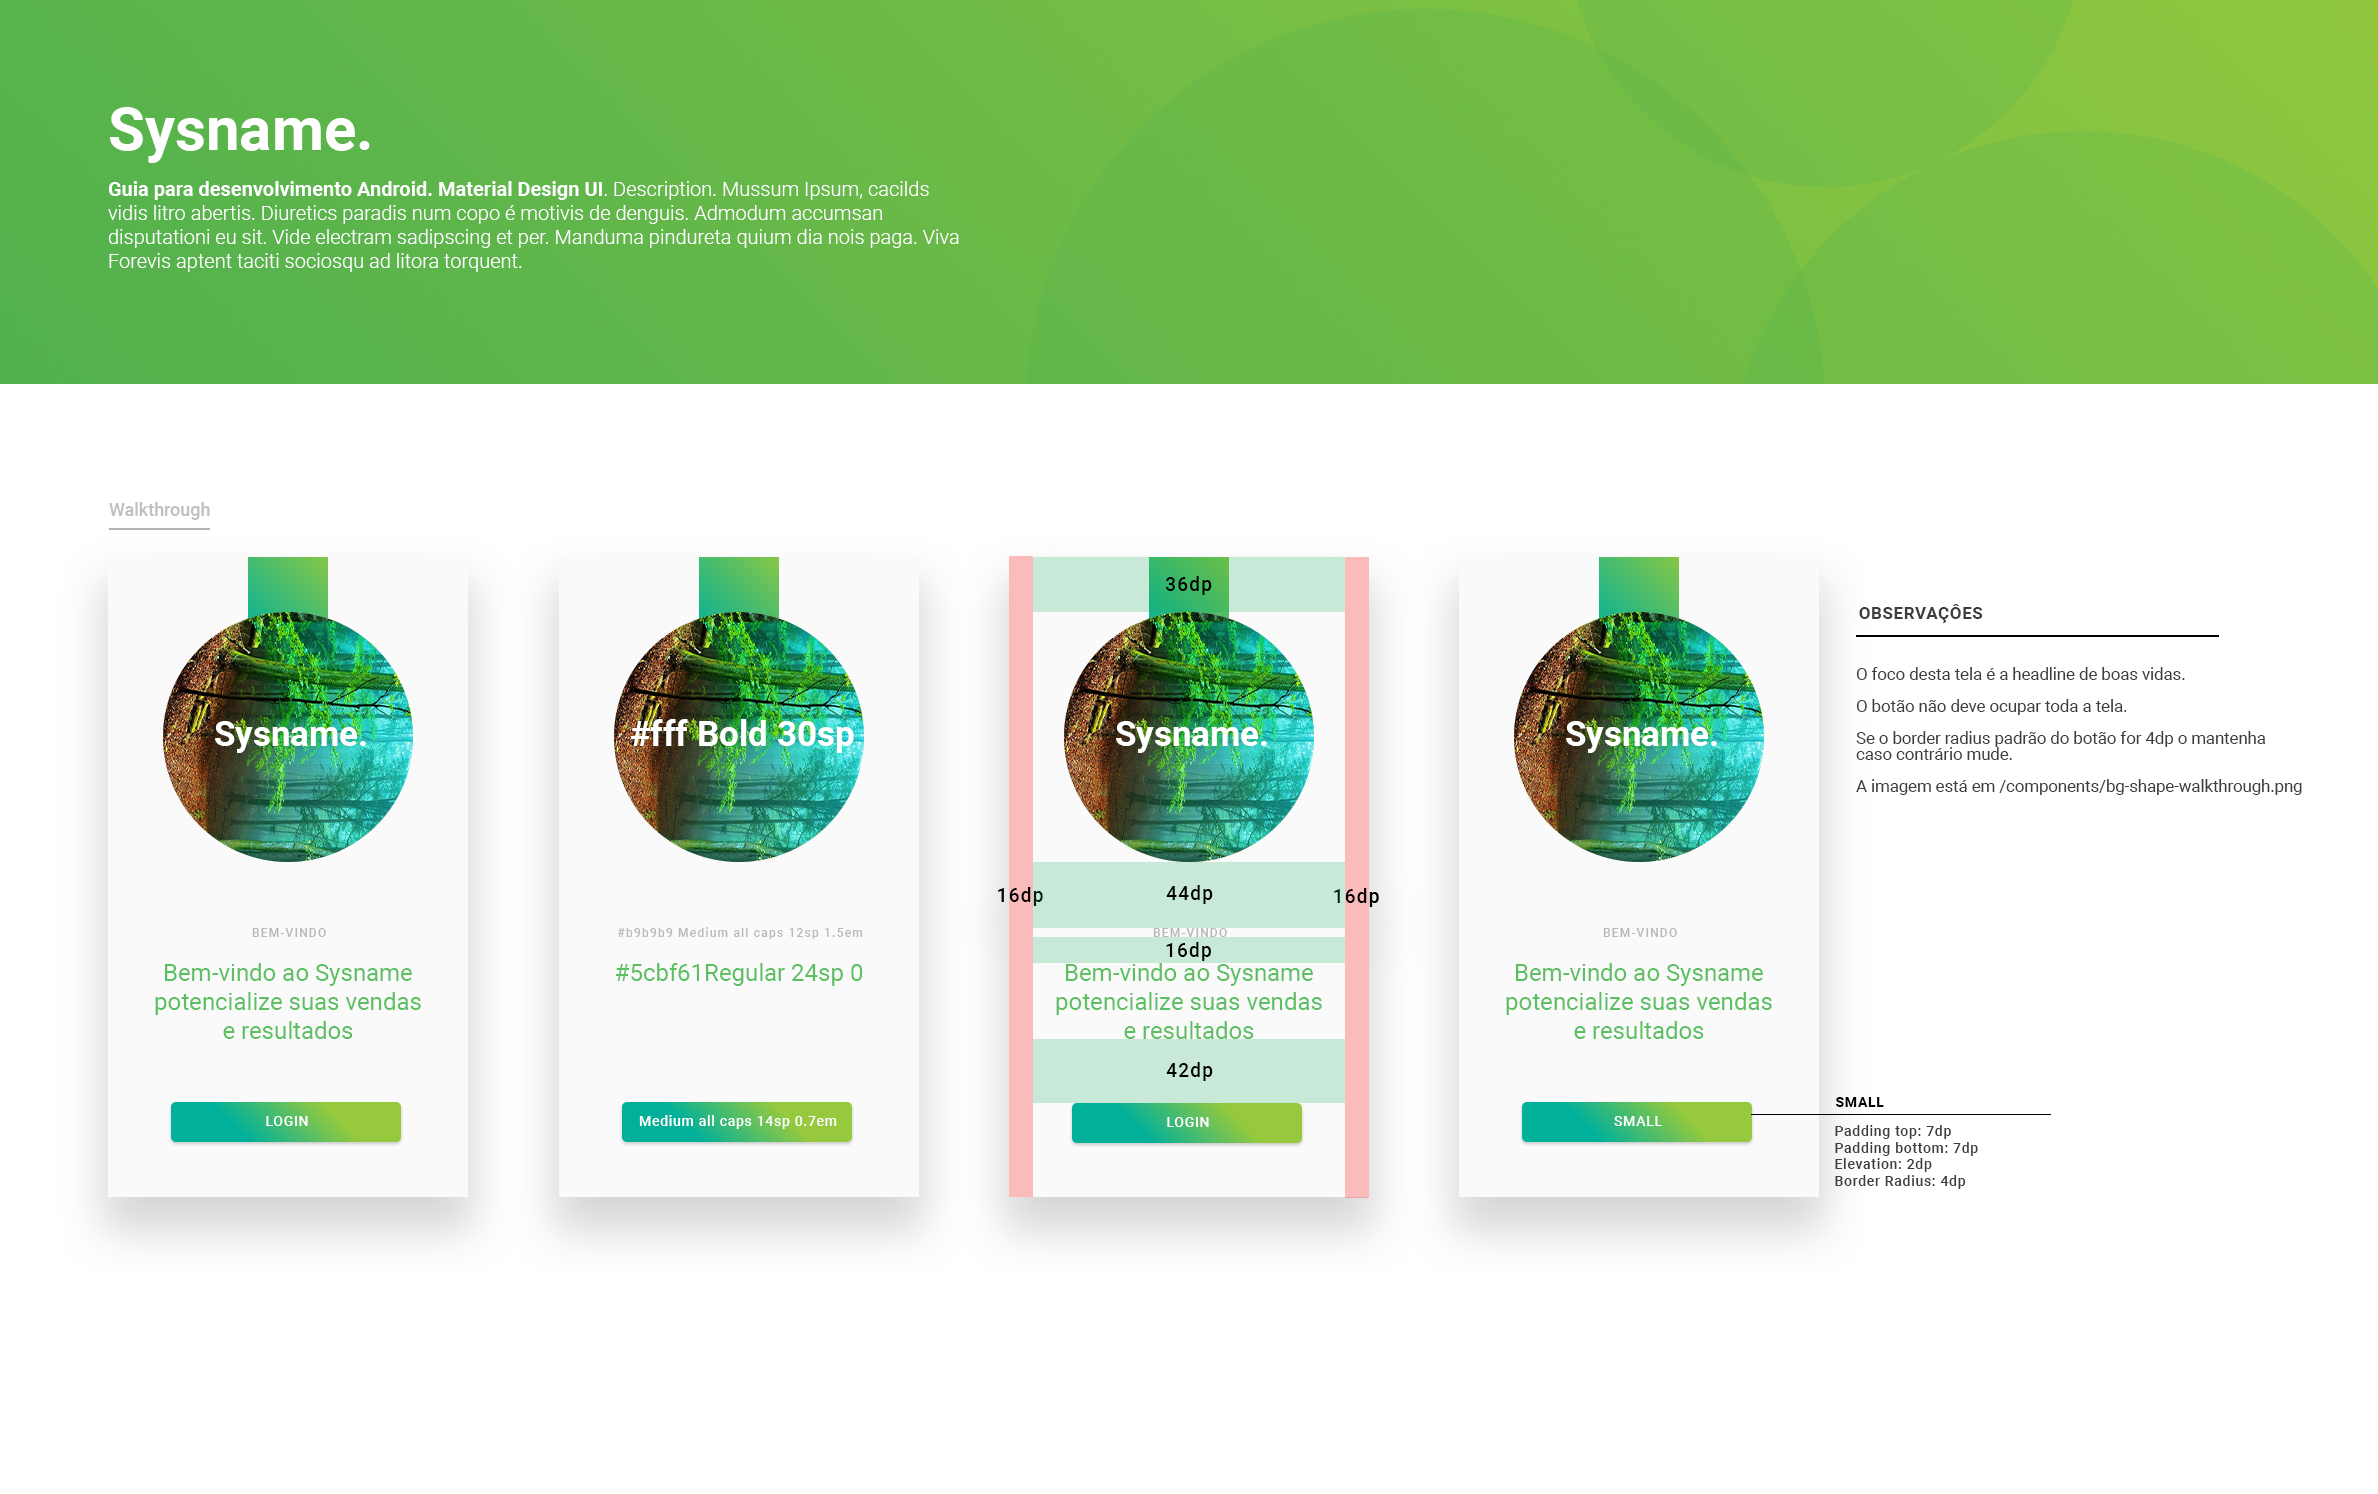 Sysname.
Guia para desenvolvimento Android. Material Design UI. Description. Mussum Ipsum, cacilds
vidis litro abertis. Diuretics paradis num copo é motivis de denguis. Admodum accumsan
disputationi eu sit. Vide electram sadipscing et per. Manduma pindureta quium dia nois paga. Viva
Forevis aptent taciti sociosqu ad litora torquent.
Walkthrough
Sysname.
BEM-VINDO
Bem-vindo ao Sysname
potencialize suas vendas
e resultados
LOGIN
#fff Bold 30sp
#b9b9b9 Medium all caps 12sp 1.5em
#5cbf61Regular 24sp 0
Medium all caps 14sp 0.7em
36dp
Sysname.
16dp
44dp
16dp
BEM-VINDO
16dp
Bem-vindo ao Sysname
potencialize suas vendas
e resultados
42dp
LOGIN
Sysname.
BEM-VINDO
Bem-vindo ao Sysname
potencialize suas vendas
e resultados
SMALL
OBSERVAÇÔES
O foco desta tela é a headline de boas vidas.
O botão não deve ocupar toda a tela.
Se o border radius padrão do botão for 4dp o mantenha
caso contrário mude.
A imagem está em /components/bg-shape-walkthrough.png
SMALL
Padding top: 7dp
Padding bottom: 7dp
Elevation: 2dp
Border Radius: 4dp